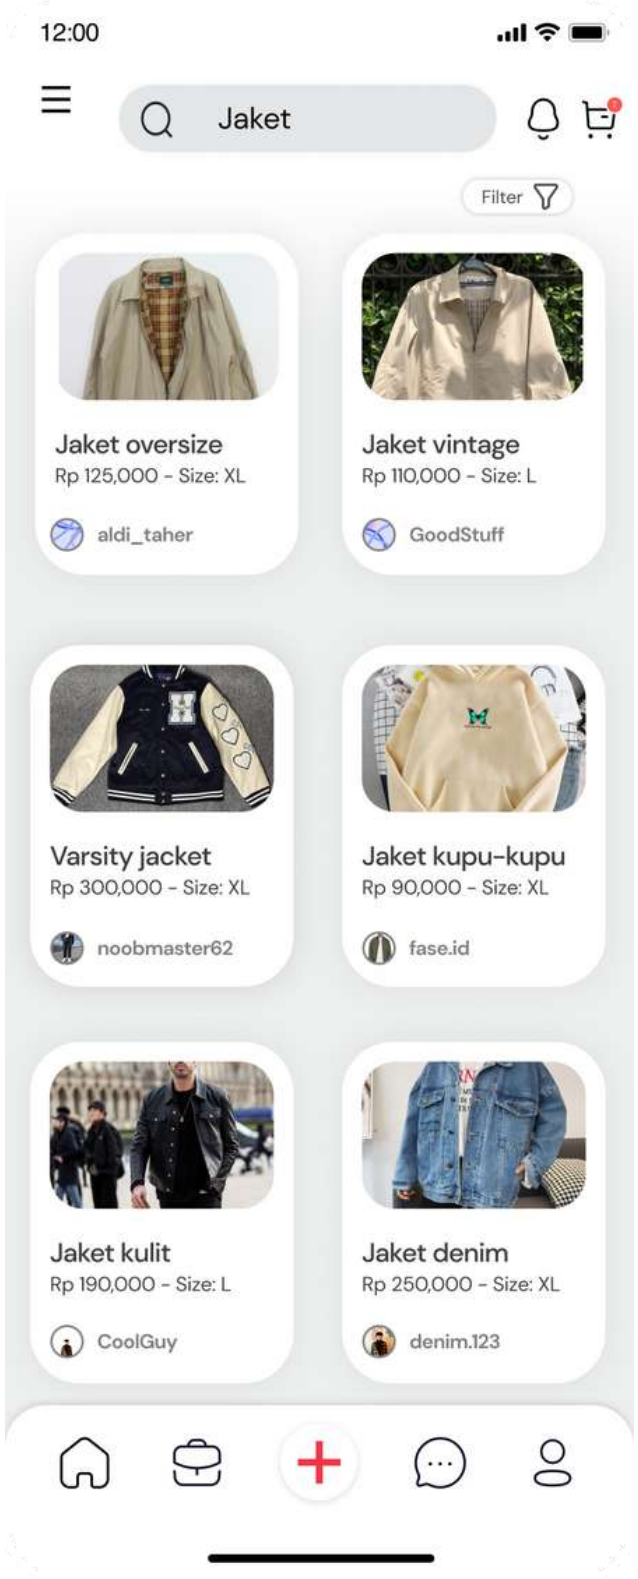 12:00
Jaket
Filter
Jaket oversize
Rp 125,000 - Size: XL
aldi_taher
Jaket vintage
Rp 110,000 - Size: L
GoodStuff
H
Varsity jacket
Rp 300,000 - Size: XL
noobmaster62
Jaket kupu-kupu
Rp 90,000 - Size: XL
fase.id
Jaket kulit
Rp 190,000 - Size: L
CoolGuy
Jaket denim
Rp 250,000 - Size: XL
denim.123